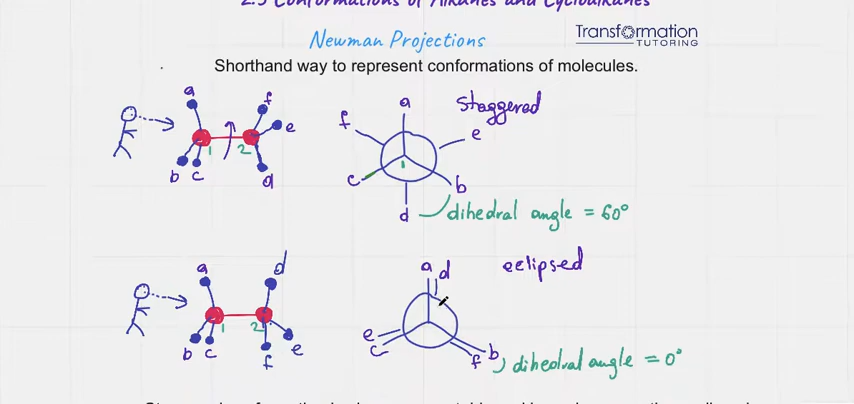 2.5 Conformations of Alkanes and Cycloalkanes
Newman Projections
Transformation
TUTORING
Shorthand way to represent conformations of molecules.
a
f
e
1
2
b c
d
a
staggered
f
e
1
c
b
d
dihedral angle = 60°
a
d
1
2
b c
e
f
a d
eclipsed
e
c
f b
dihedral angle = 0°